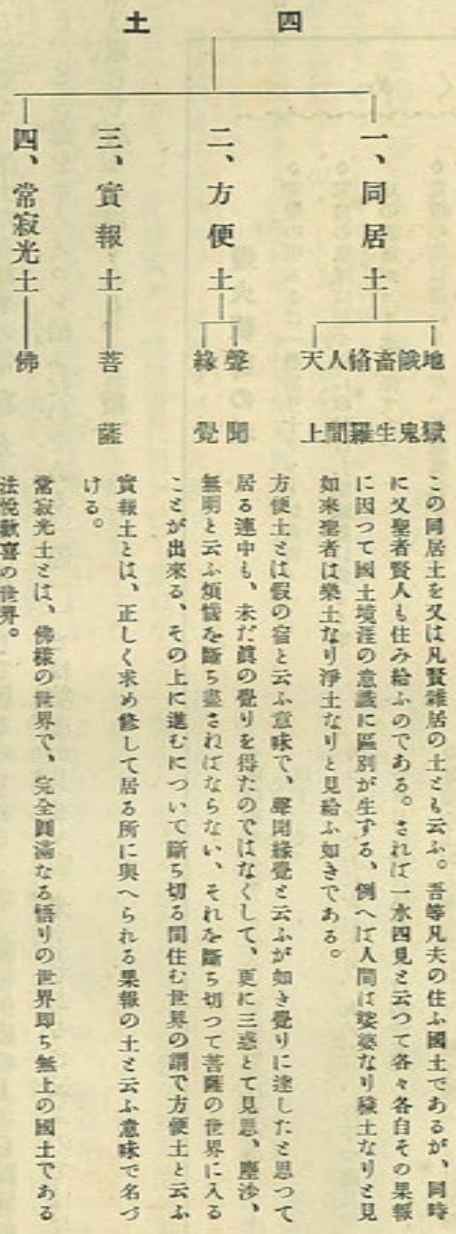 四土
一、同居土
地獄
餓鬼
畜生
脩羅
人間
天上
この同居土を又は凡賢雜居の土とも云ふ。吾等凡夫の住ふ國土であるが、同時
に又聖者賢人も住み給ふのである。されば一水四見と云つて各々各自その果報
に因つて國土境涯の意識に區別が生ずる、例へば人間は娑婆なり穢土なりと見
如來聖者は樂土なり淨土なりと見給ふ如きである。
二、方便土
聲聞
緣覺
方便土とは假の宿と云ふ意味で、聲聞緣覺と云ふが如き覺りに達したと思つて
居る連中も、未だ眞の覺りを得たのではなくして、更に三惑とて見思、塵沙、
無明と云ふ煩惱を斷ち盡さねばならない、それを斷ち切つて菩薩の世界に入る
ことが出來る、その上に進むについて斷ち切る間住む世界の謂で方便土と云ふ
三、實報土
菩薩
實報土とは、正しく求め修して居る所に與へられる果報の土と云ふ意味で名づ
ける。
四、常寂光土
佛
常寂光土とは、佛樣の世界で、完全圓滿なる悟りの世界卽ち無上の國土である
法悅歡喜の世界。